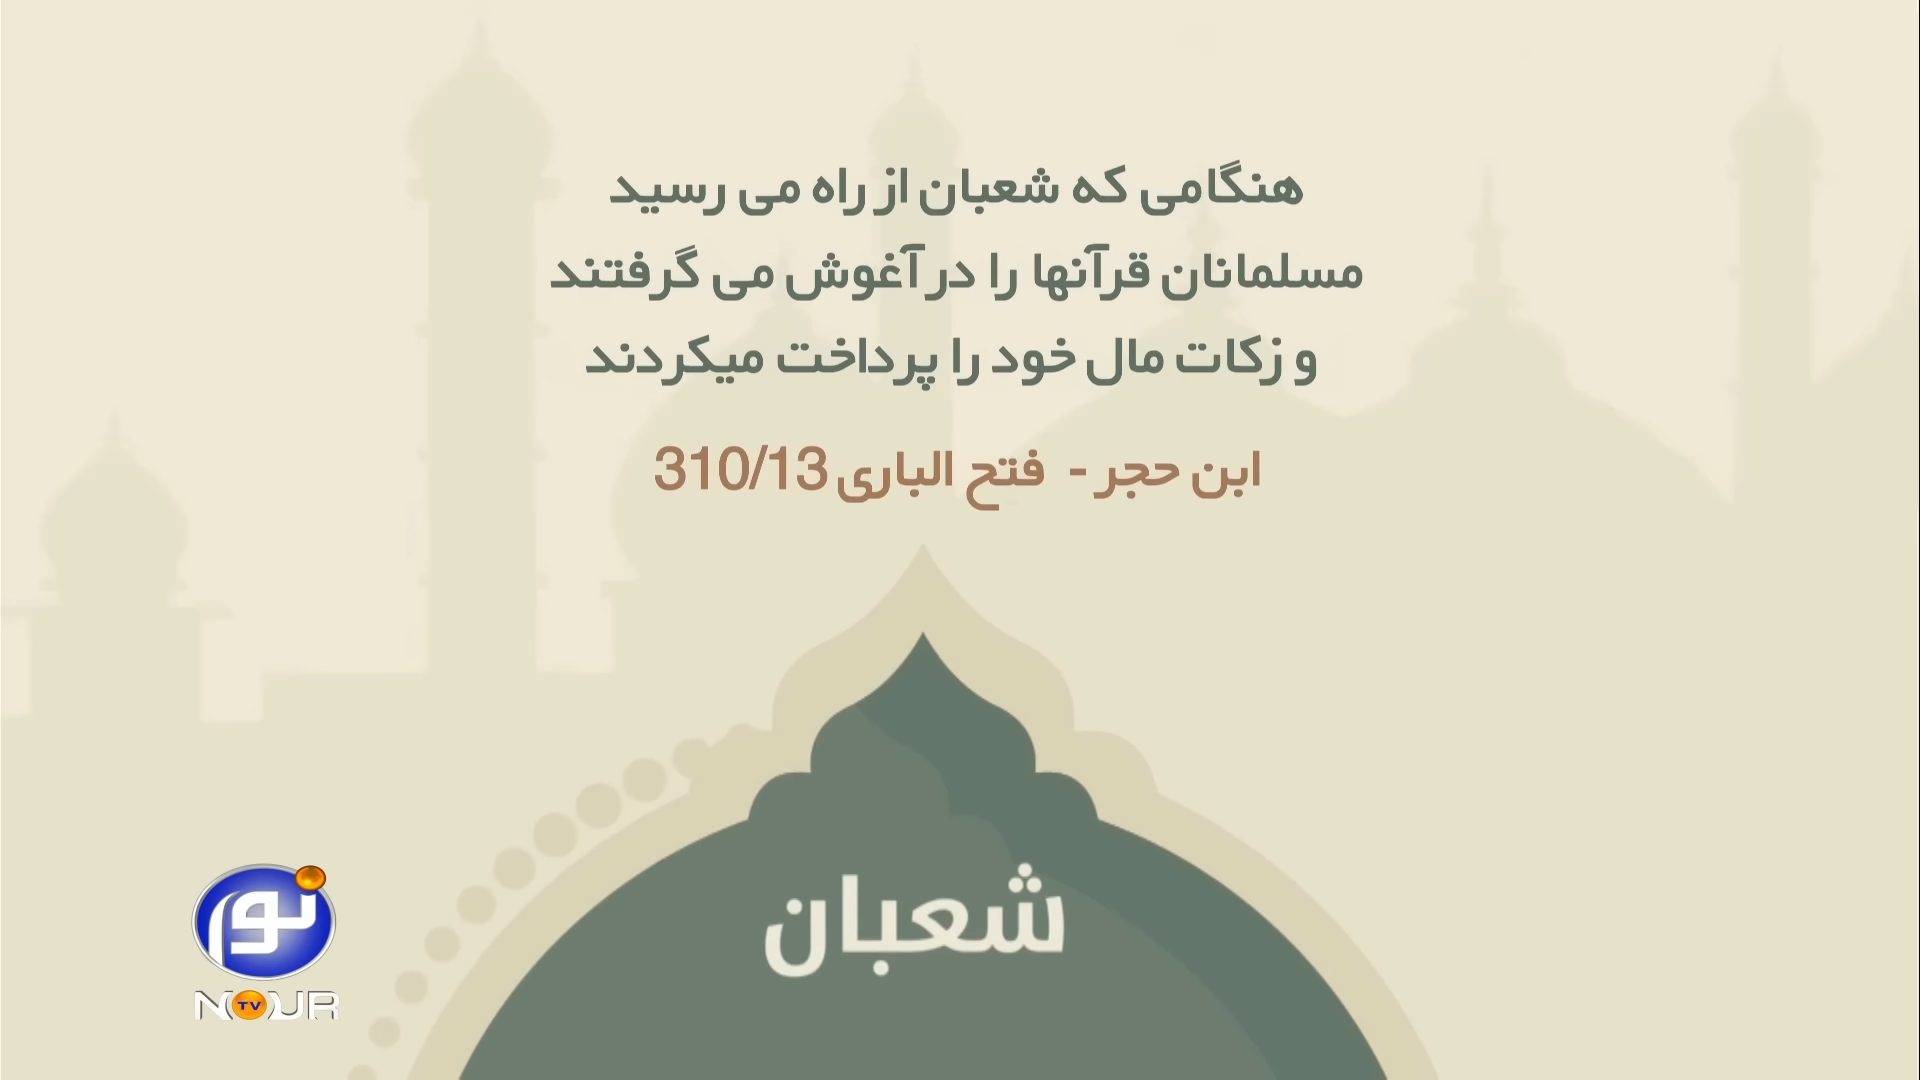 هنگامی که شعبان از راه می رسید
مسلمانان قرآنها را در آغوش می گرفتند
و زکات مال خود را پرداخت میکردند
ابن حجر - فتح الباری 310/13
شعبان
نور
NOUR TV